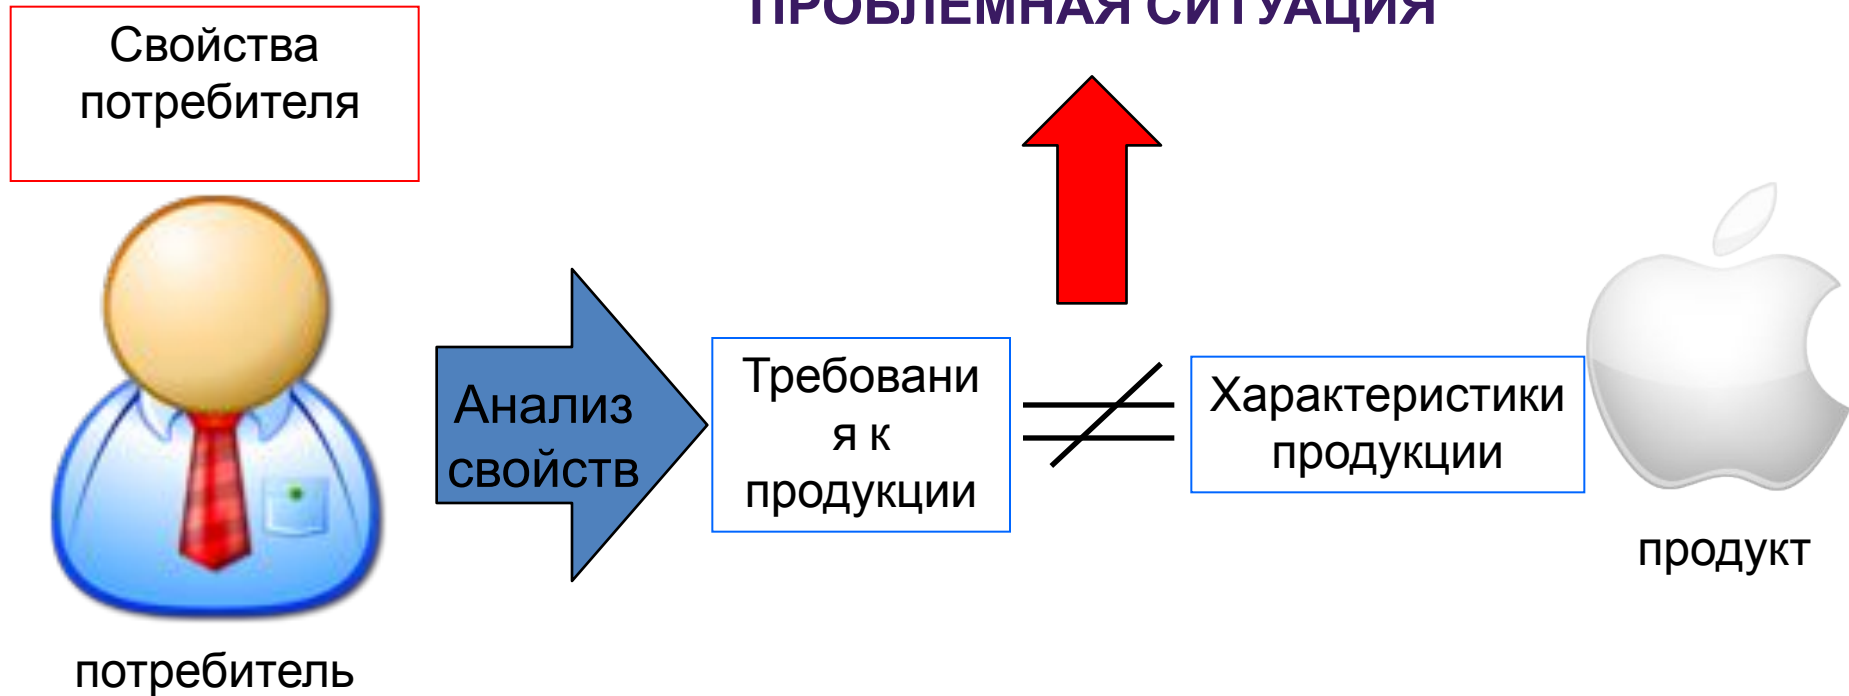 ПРОБЛЕМНАЯ СИТУАЦИЯ
Свойства
потребителя
Анализ
свойств
Требовани
я к
продукции
Характеристики
продукции
продукт
потребитель